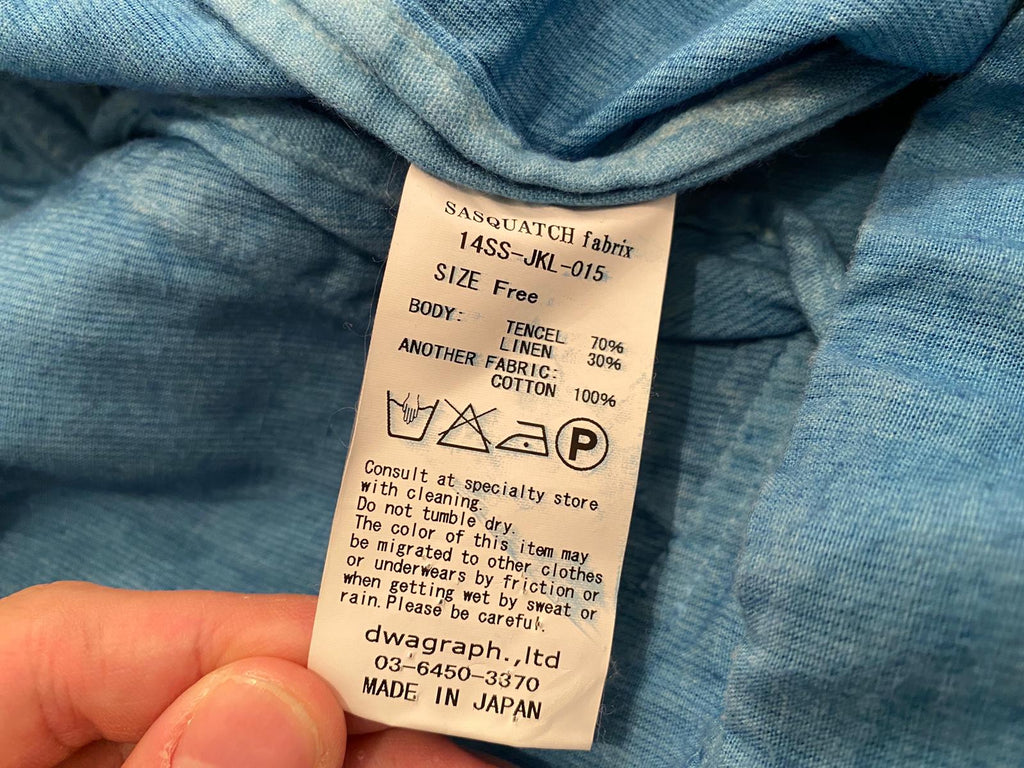 SASQUATCH fabrix
14SS-JKL-015
SIZE Free
BODY:
TENCEL 70%
LINEN 30%
ANOTHER FABRIC:
COTTON 100%
P
Consult at specialty store
with cleaning.
Do not tumble dry.
The color of this item may
be migrated to other clothes
or underwears by friction or
when getting wet by sweat or
rain.Please be careful.
dwagraph.,ltd
03-6450-3370
MADE IN JAPAN